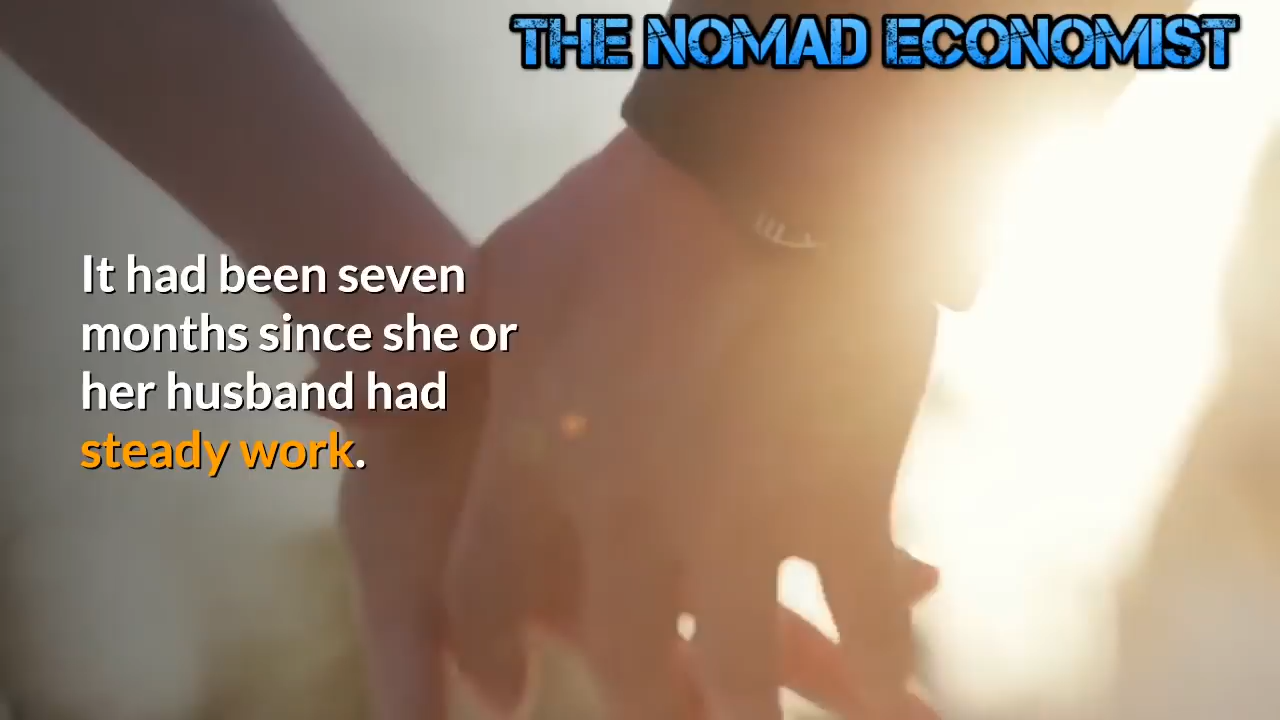 THE NOMAD ECONOMIST
It had been seven
months since she or
her husband had
steady work.